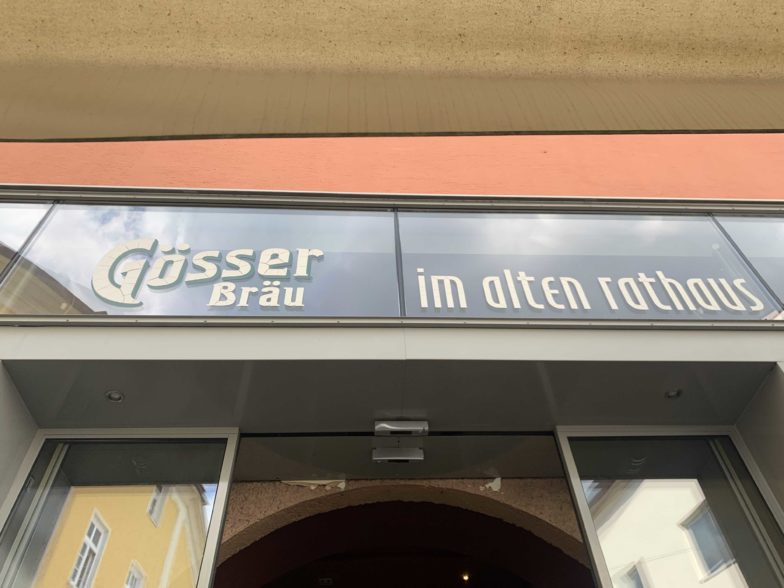 Gösser
Bräu
im alten rathaus